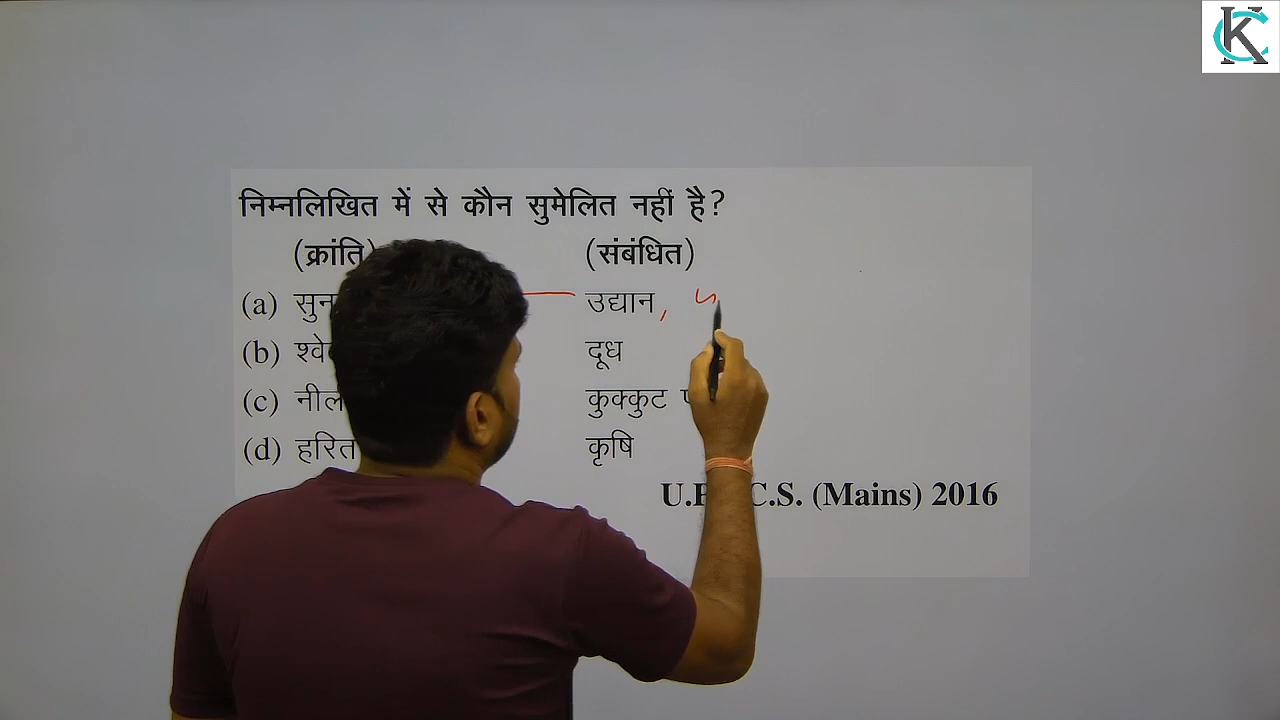 निम्नलिखित में से कौन सुमेलित नहीं है?
(क्रांति) (संबंधित)
(a) उद्यान,
(b) दूध
(c) कुक्कुट
(d) हरित कृषि
(Mains) 2016